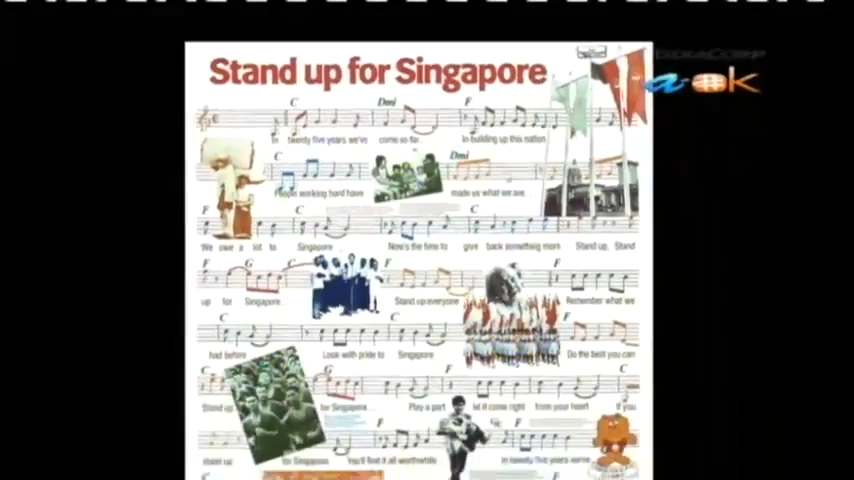 MEDIACORP
a-ok
Stand up for Singapore
C Dmi F
In twenty five years we've come so far In building up this nation
C Dmi
People working hard have made us what we are
F C C
We owe a lot to Singapore Now's the time to give back something more Stand up, Stand
F G C F F
up for Singapore Stand up everyone Remember what we
C C F
had before Look with pride to Singapore Do the best you can
C G F C
Stand up for Singapore Play a part let it come right from your heart If you
F F
stand up for Singapore You'll find it all worthwhile In twenty five years
C F